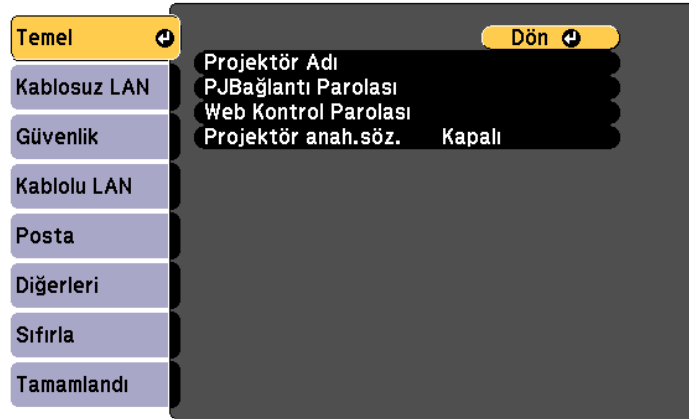 Temel
Kablosuz LAN
Güvenlik
Kablolu LAN
Posta
Diğerleri
Sıfırla
Tamamlandı
Dön
Projektör Adı
PJBağlantı Parolası
Web Kontrol Parolası
Projektör anah.söz. Kapalı